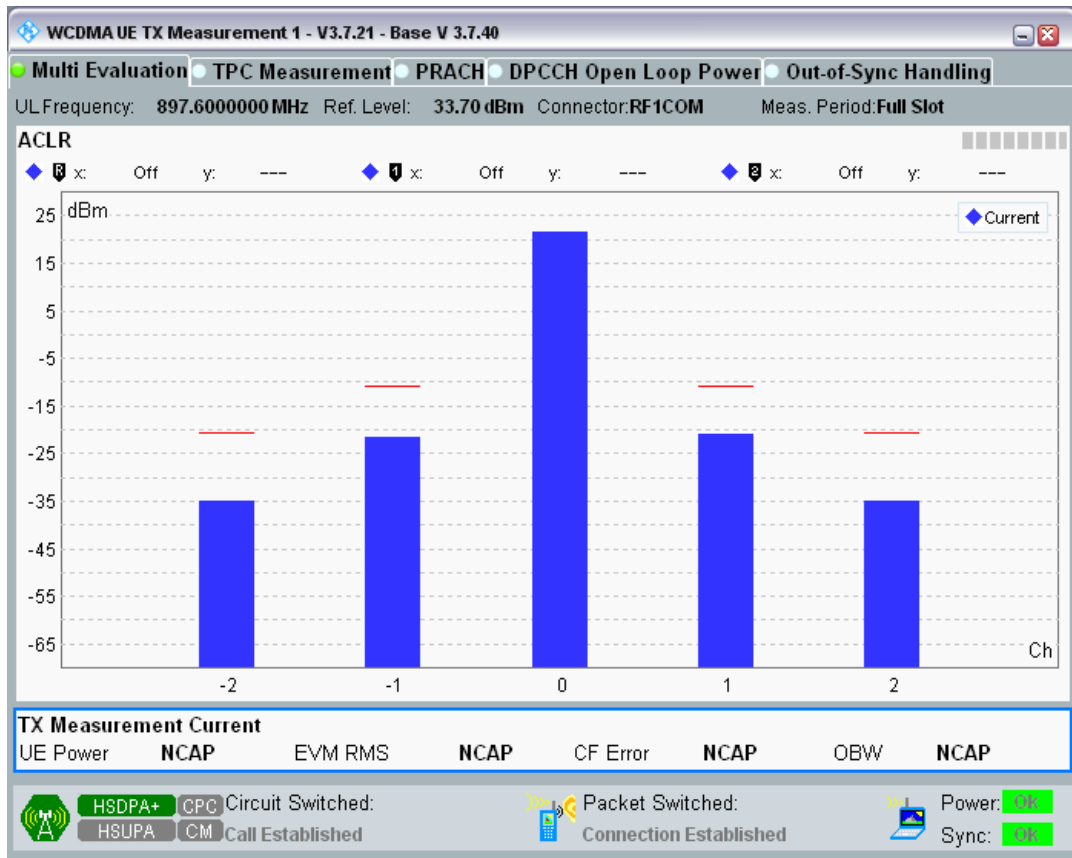 WCDMA UE TX Measurement 1 - V3.7.21 - Base V 3.7.40
Multi Evaluation TPC Measurement PRACH DPCCH Open Loop Power Out-of-Sync Handling
UL Frequency: 897.6000000 MHz Ref. Level: 33.70 dBm Connector:RF1COM Meas. Period:Full Slot
ACLR
R x: Off y: --- 1 x: Off y: --- 2 x: Off y: ---
25 dBm Current
15
5
-5
-15
-25
-35
-45
-55
-65
Ch
-2 -1 0 1 2
TX Measurement Current
UE Power NCAP EVM RMS NCAP CF Error NCAP OBW NCAP
HSDPA+ CPC Circuit Switched: Packet Switched: Power: OK
HSUPA CM Call Established Connection Established Sync: OK